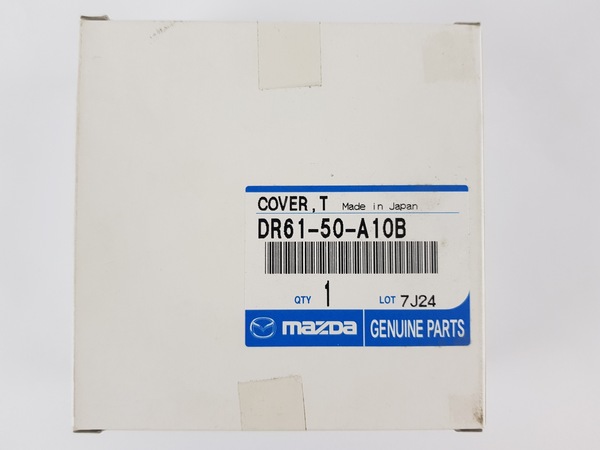 COVER,T Made in Japan
DR61-50-A10B
QTY 1 LOT 7J24
mazda GENUINE PARTS